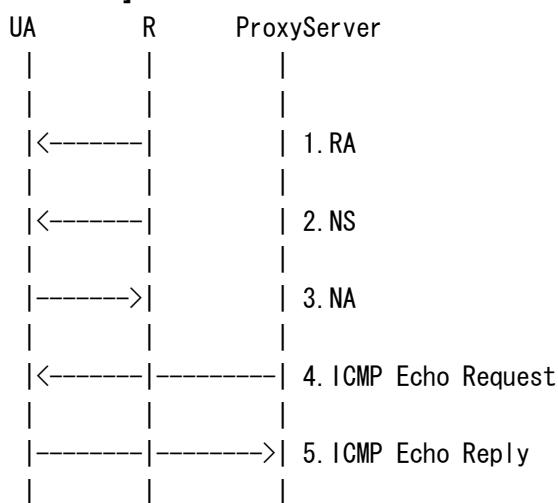 UA R ProxyServer
1.RA
2.NS
3.NA
4.ICMP Echo Request
5.ICMP Echo Reply